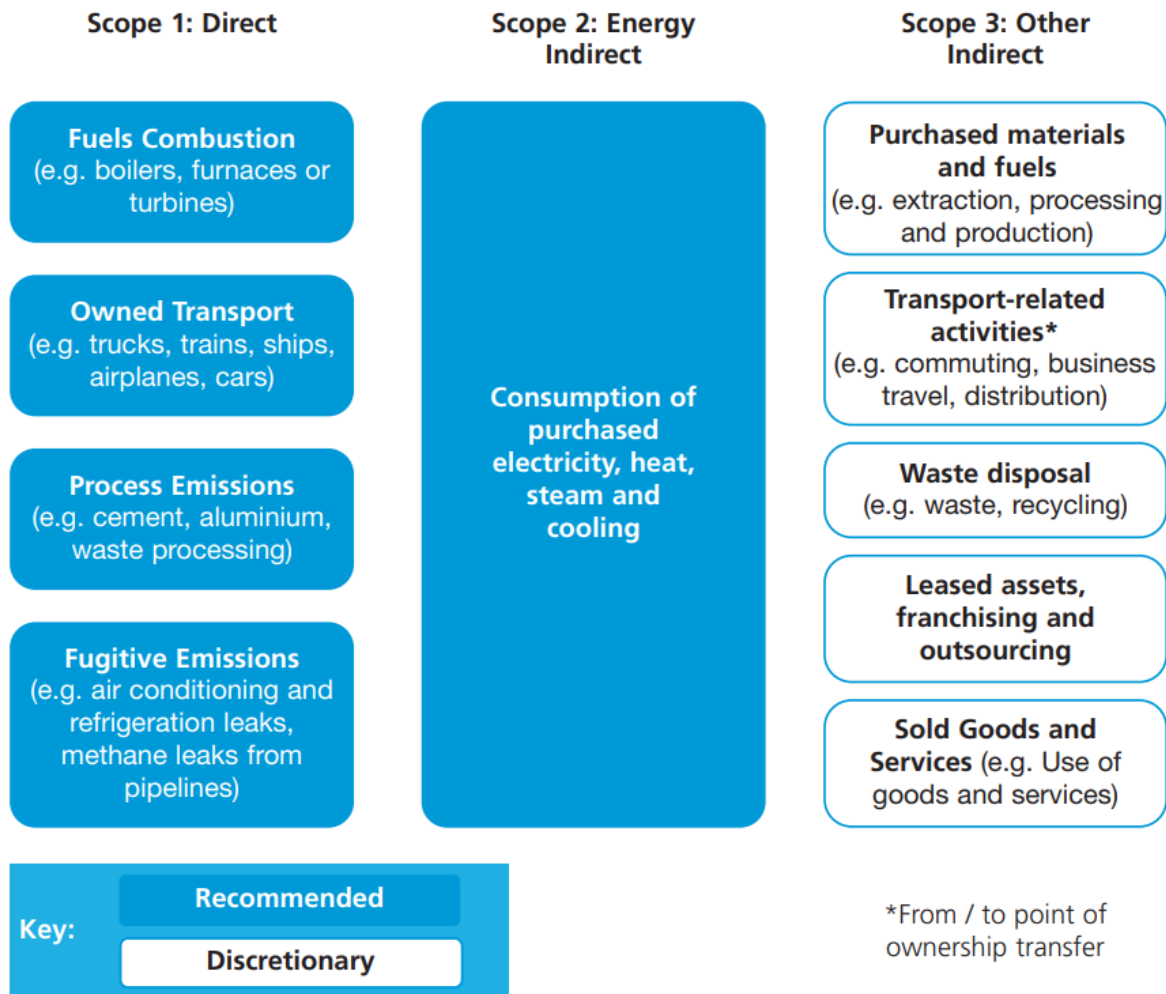 Scope 1: Direct
Scope 2: Energy
Indirect
Scope 3: Other
Indirect
Fuels Combustion
(e.g. boilers, furnaces or
turbines)
Owned Transport
(e.g. trucks, trains, ships,
airplanes, cars)
Process Emissions
(e.g. cement, aluminium,
waste processing)
Fugitive Emissions
(e.g. air conditioning and
refrigeration leaks,
methane leaks from
pipelines)
Consumption of
purchased
electricity, heat,
steam and
cooling
Purchased materials
and fuels
(e.g. extraction, processing
and production)
Transport-related
activities*
(e.g. commuting, business
travel, distribution)
Waste disposal
(e.g. waste, recycling)
Leased assets,
franchising and
outsourcing
Sold Goods and
Services (e.g. Use of
goods and services)
Key:
Recommended
Discretionary
*From / to point of
ownership transfer